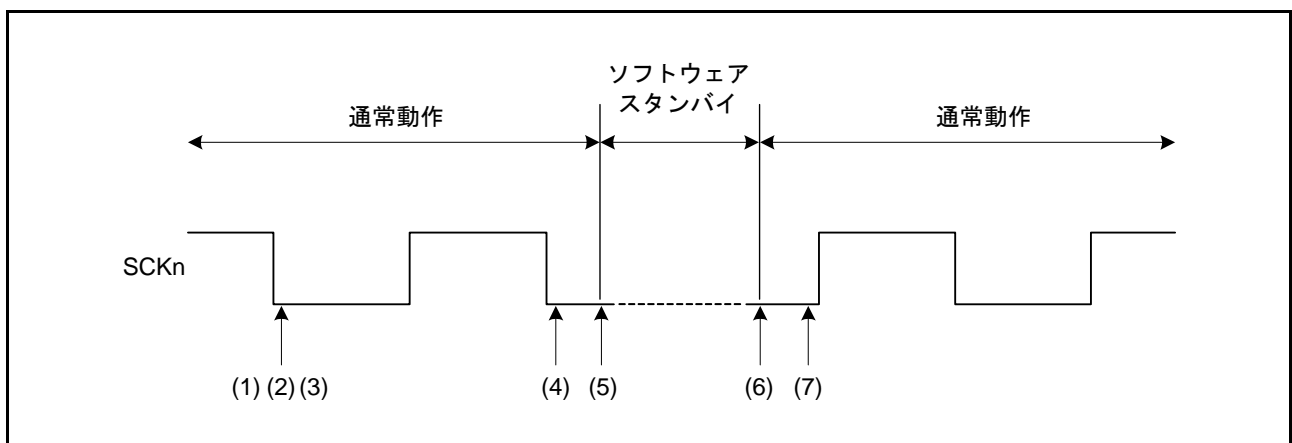 ソフトウェア
スタンバイ
通常動作
通常動作
SCKn
(1) (2) (3)
(4)
(5)
(6)
(7)